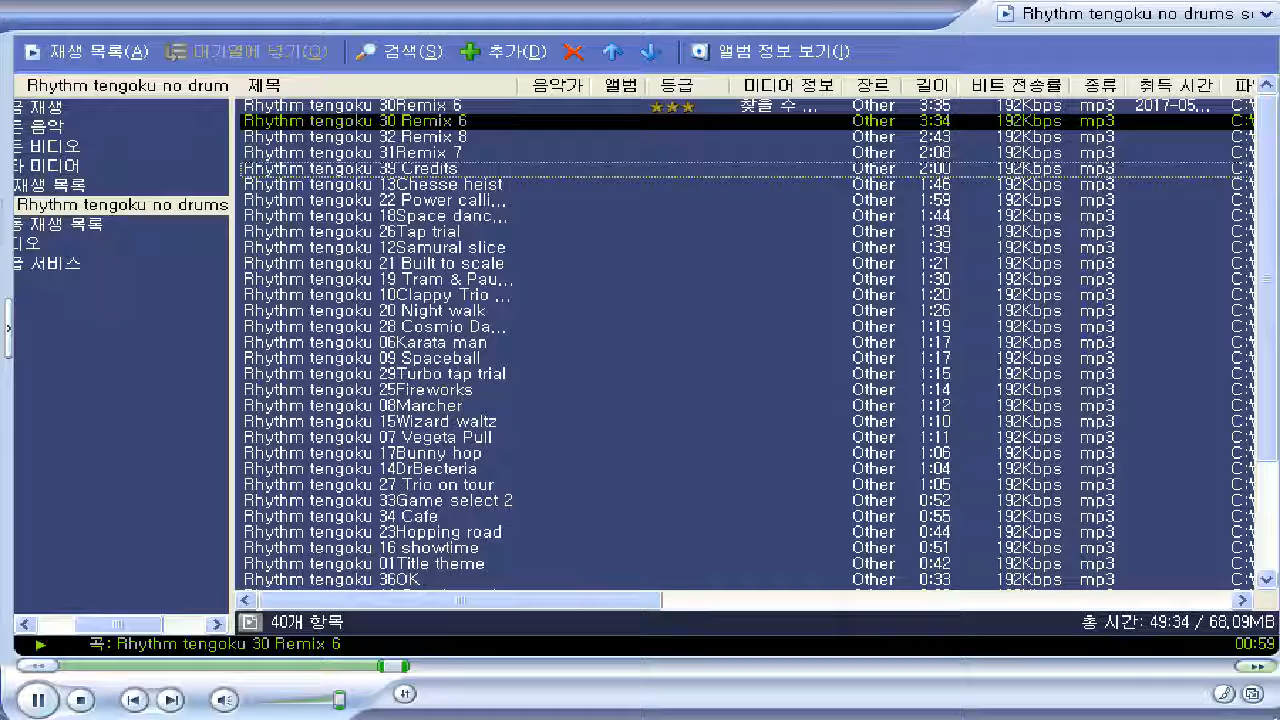 Rhythm tengoku no drums s
재생 목록(A) 대기열에 넣기(Q) 검색(S) 추가(D) 앨범 정보 보기(J)
Rhythm tengoku no drum 제목 음악가 앨범 등급 미디어 정보 장르 길이 비트 전송률 종류 취득 시간 파
재생
음악
비디오
미디어
재생 목록
Rhythm tengoku no drums
재생 목록
서비스
Rhythm tengoku 30Remix 6 ★★★ 찾을 수 ... Other 3:35 192Kbps mp3 2017-05... C:\
Rhythm tengoku 30 Remix 6 Other 3:34 192Kbps mp3 C:\
Rhythm tengoku 32 Remix 8 Other 2:43 192Kbps mp3 C:\
Rhythm tengoku 31Remix 7 Other 2:08 192Kbps mp3 C:\
Rhythm tengoku 39 Credits Other 2:00 192Kbps mp3 C:\
Rhythm tengoku 13Chesse heist Other 1:46 192Kbps mp3 C:\
Rhythm tengoku 22 Power calli... Other 1:59 192Kbps mp3 C:\
Rhythm tengoku 18Space danc... Other 1:44 192Kbps mp3 C:\
Rhythm tengoku 26Tap trial Other 1:39 192Kbps mp3 C:\
Rhythm tengoku 12Samurai slice Other 1:39 192Kbps mp3 C:\
Rhythm tengoku 21 Built to scale Other 1:21 192Kbps mp3 C:\
Rhythm tengoku 19 Tram & Pau... Other 1:30 192Kbps mp3 C:\
Rhythm tengoku 10Clappy Trio ... Other 1:20 192Kbps mp3 C:\
Rhythm tengoku 20 Night walk Other 1:26 192Kbps mp3 C:\
Rhythm tengoku 28 Cosmio Da... Other 1:19 192Kbps mp3 C:\
Rhythm tengoku 06Karata man Other 1:17 192Kbps mp3 C:\
Rhythm tengoku 09 Spaceball Other 1:17 192Kbps mp3 C:\
Rhythm tengoku 29Turbo tap trial Other 1:15 192Kbps mp3 C:\
Rhythm tengoku 25Fireworks Other 1:14 192Kbps mp3 C:\
Rhythm tengoku 08Marcher Other 1:12 192Kbps mp3 C:\
Rhythm tengoku 15Wizard waltz Other 1:10 192Kbps mp3 C:\
Rhythm tengoku 07 Vegeta Pull Other 1:11 192Kbps mp3 C:\
Rhythm tengoku 17Bunny hop Other 1:06 192Kbps mp3 C:\
Rhythm tengoku 14DrBecteria Other 1:04 192Kbps mp3 C:\
Rhythm tengoku 27 Trio on tour Other 1:05 192Kbps mp3 C:\
Rhythm tengoku 33Game select 2 Other 0:52 192Kbps mp3 C:\
Rhythm tengoku 34 Cafe Other 0:55 192Kbps mp3 C:\
Rhythm tengoku 23Hopping road Other 0:44 192Kbps mp3 C:\
Rhythm tengoku 16 showtime Other 0:51 192Kbps mp3 C:\
Rhythm tengoku 01Title theme Other 0:42 192Kbps mp3 C:\
Rhythm tengoku 36OK Other 0:33 192Kbps mp3 C:\
40개 항목 총 시간: 49:34 / 68,09MB
곡: Rhythm tengoku 30 Remix 6 00:59